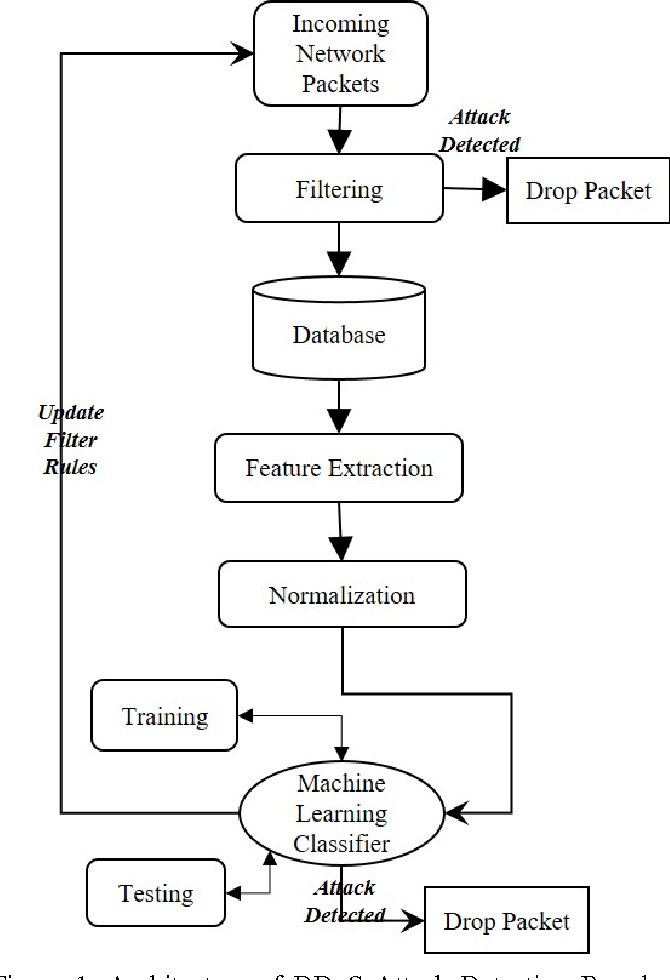 Incoming
Network
Packets
Attack
Detected
Filtering
Drop Packet
Database
Update
Filter
Rules
Feature Extraction
Normalization
Training
Machine
Learning
Classifier
Testing
Attack
Detected
Drop Packet